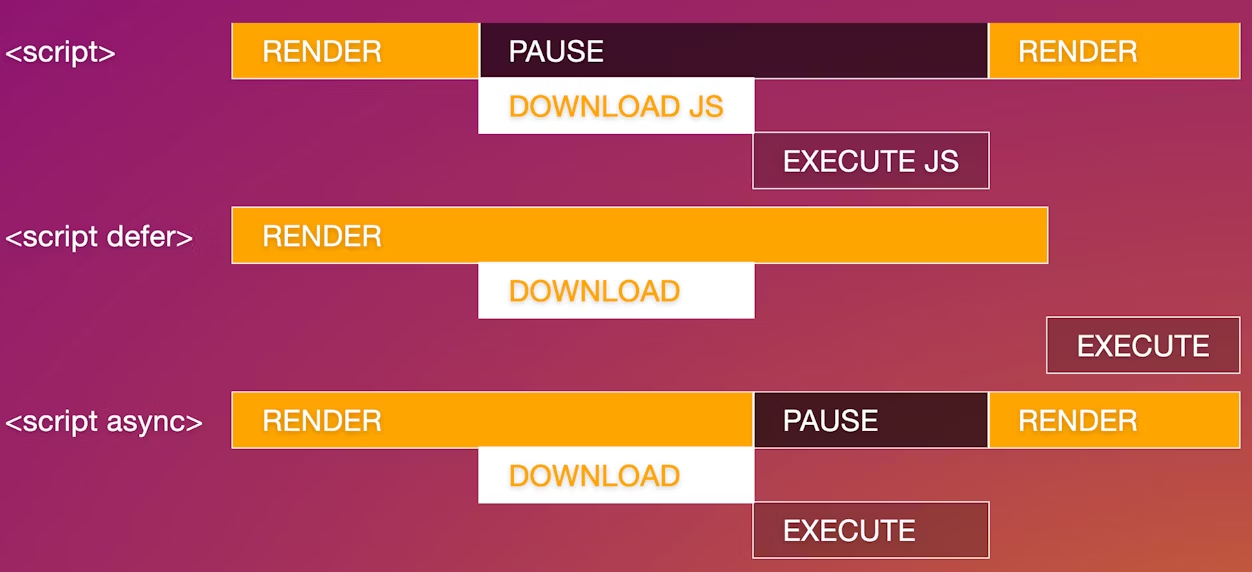 <script> RENDER PAUSE RENDER
DOWNLOAD JS
EXECUTE JS
<script defer> RENDER
DOWNLOAD
EXECUTE
<script async> RENDER PAUSE RENDER
DOWNLOAD
EXECUTE